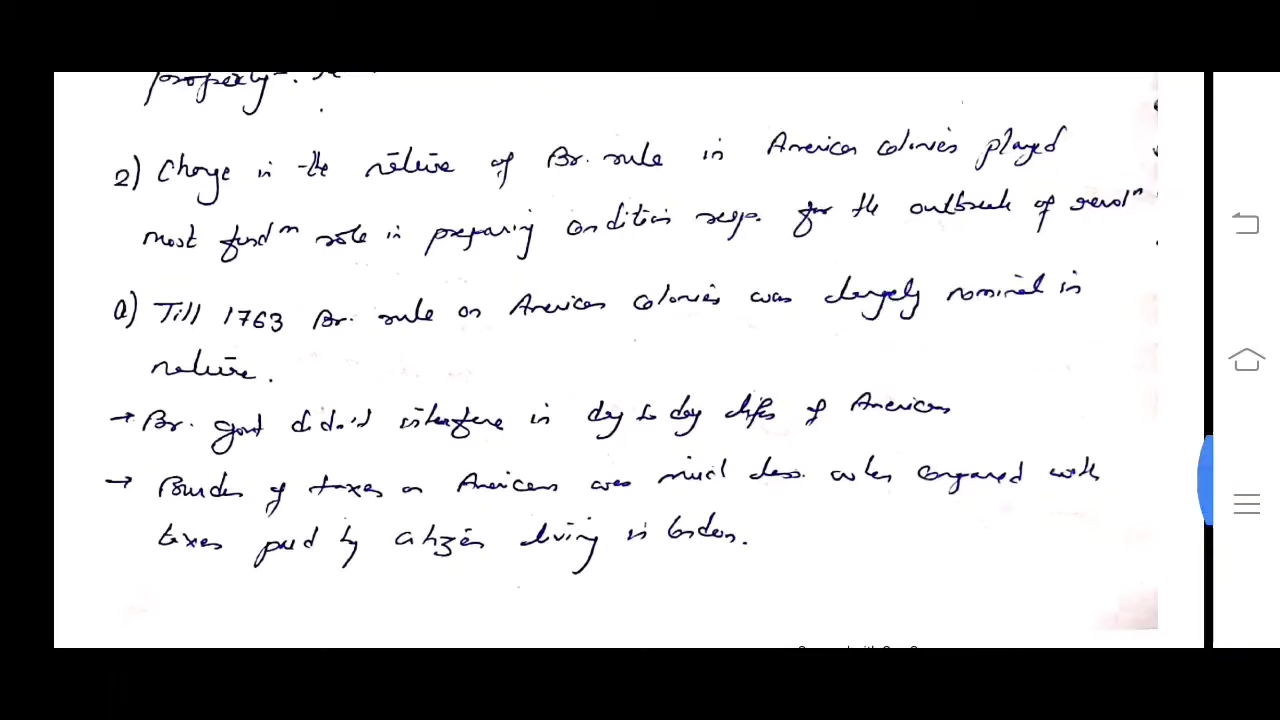 property.
2) Change in the nature of Br. rule in American colonies played
most fundⁿ role in preparing conditions resp. for the outbreak of revolⁿ
a) Till 1763 Br. rule on American colonies was largely nominal in
nature.
→ Br. govt didn't interfere in day to day lifes of Americans
→ Burden of taxes on Americans was much less when compared with
taxes paid by citizens living in London.